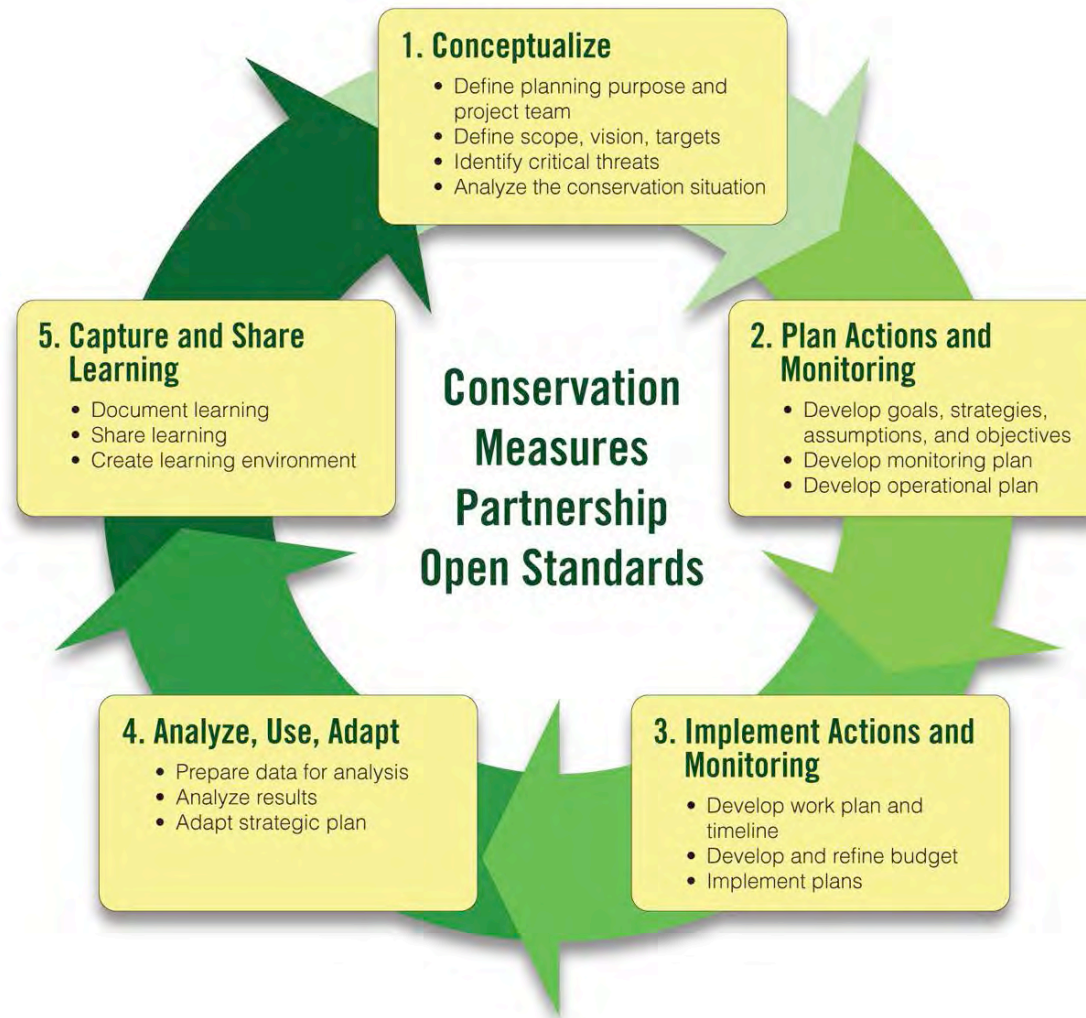 1. Conceptualize
• Define planning purpose and
project team
• Define scope, vision, targets
• Identify critical threats
• Analyze the conservation situation
2. Plan Actions and
Monitoring
• Develop goals, strategies,
assumptions, and objectives
• Develop monitoring plan
• Develop operational plan
3. Implement Actions and
Monitoring
• Develop work plan and
timeline
• Develop and refine budget
• Implement plans
4. Analyze, Use, Adapt
• Prepare data for analysis
• Analyze results
• Adapt strategic plan
5. Capture and Share
Learning
• Document learning
• Share learning
• Create learning environment
Conservation
Measures
Partnership
Open Standards